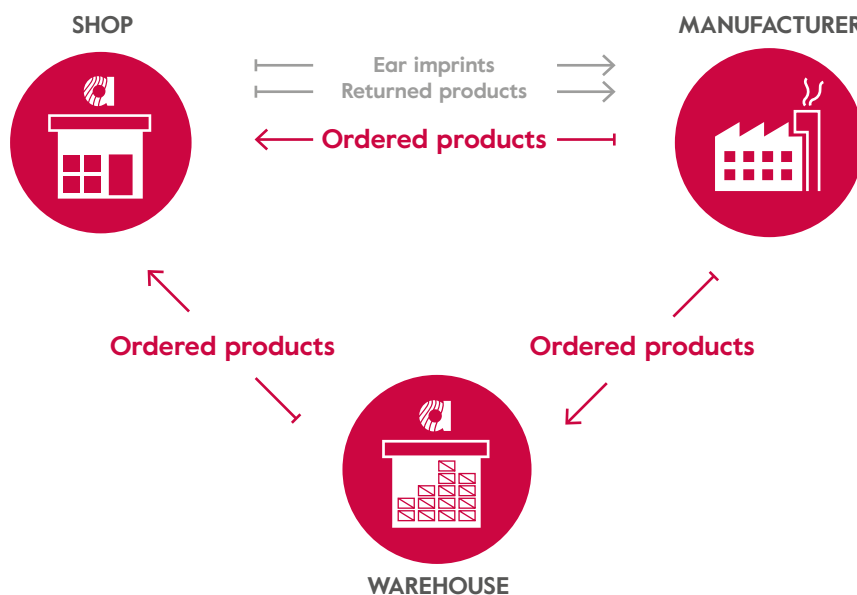 SHOP
MANUFACTURER
Ear imprints
Returned products
Ordered products
Ordered products
Ordered products
WAREHOUSE